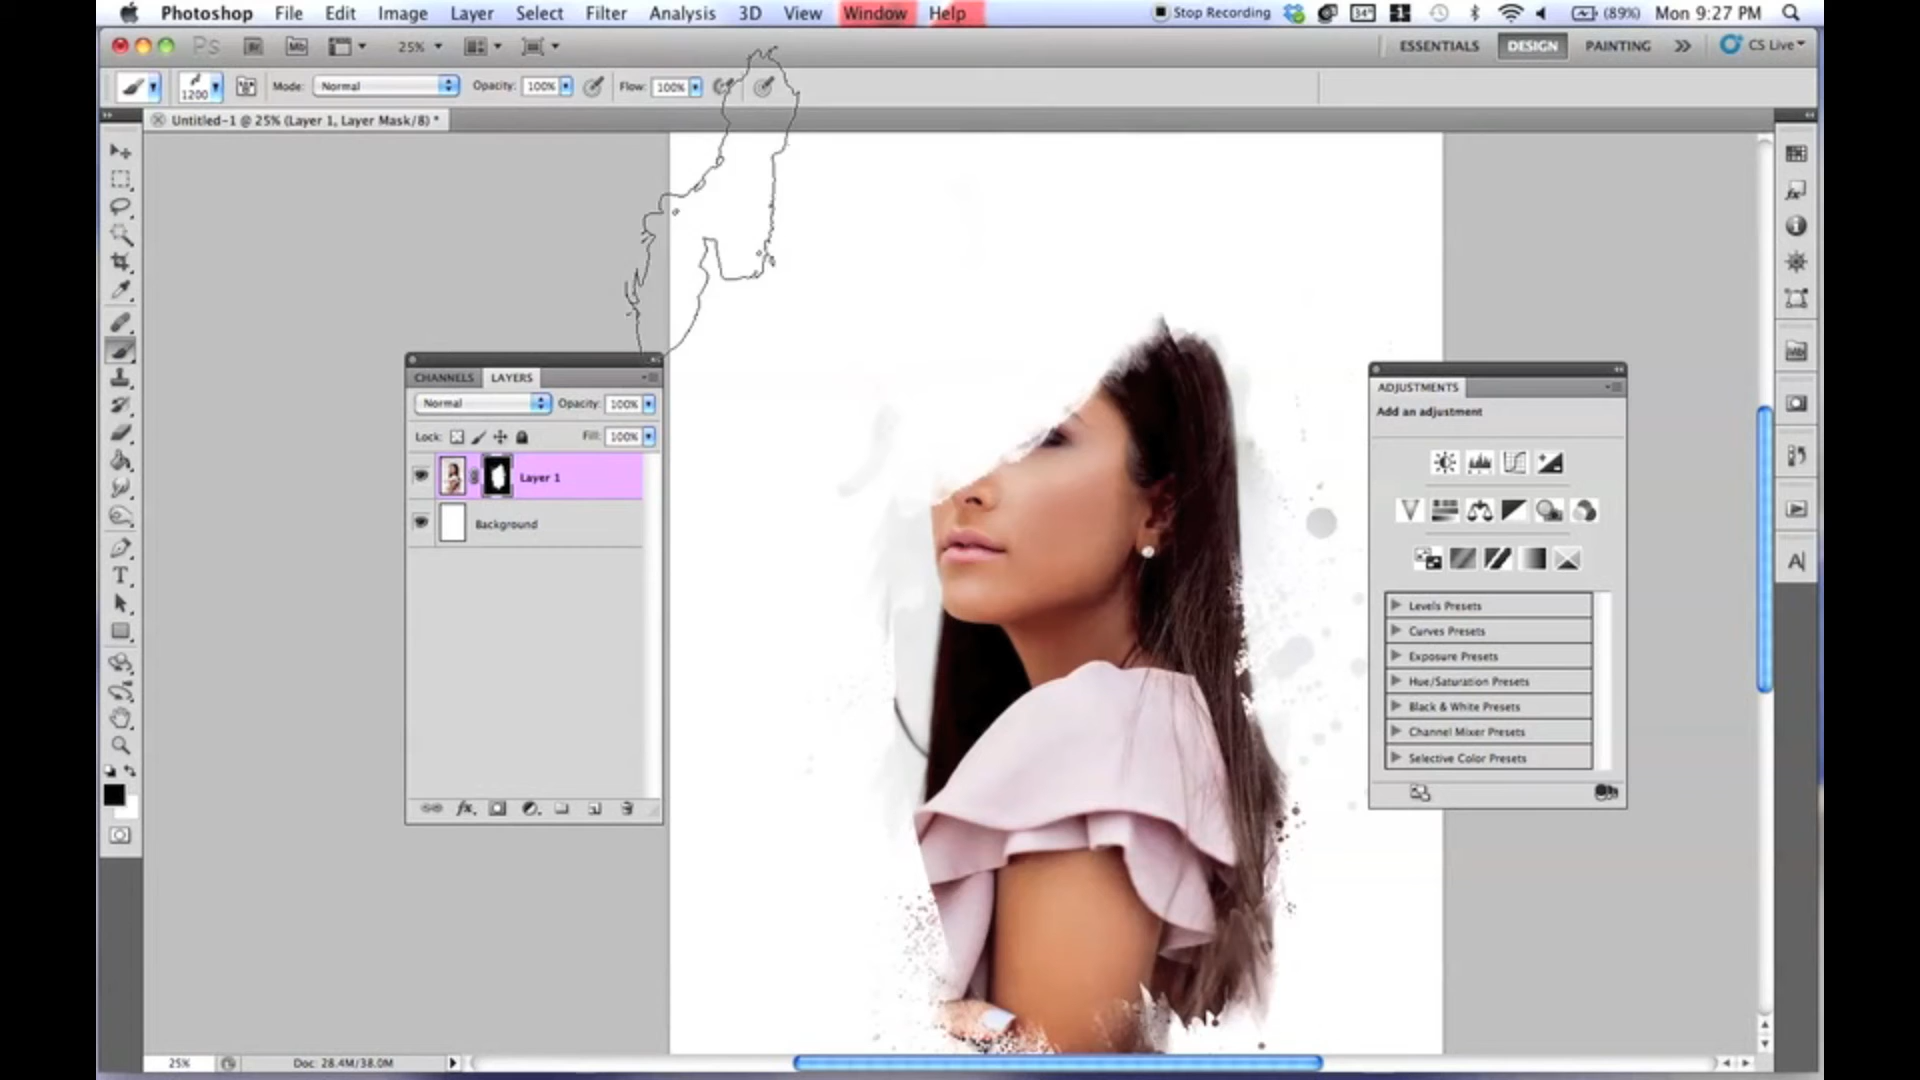 Photoshop File Edit Image Layer Select Filter Analysis 3D View Window Help Stop Recording 34° (89%) Mon 9:27 PM
Ps Br Mb 25% ESSENTIALS DESIGN PAINTING CS Live
1200 Mode: Normal Opacity: 100% Flow: 100%
Untitled-1 @ 25% (Layer 1, Layer Mask/8) *
CHANNELS LAYERS
Normal Opacity: 100%
Lock: Fill: 100%
Layer 1
Background
ADJUSTMENTS
Add an adjustment
Levels Presets
Curves Presets
Exposure Presets
Hue/Saturation Presets
Black & White Presets
Channel Mixer Presets
Selective Color Presets
25% Doc: 28.4M/38.0M